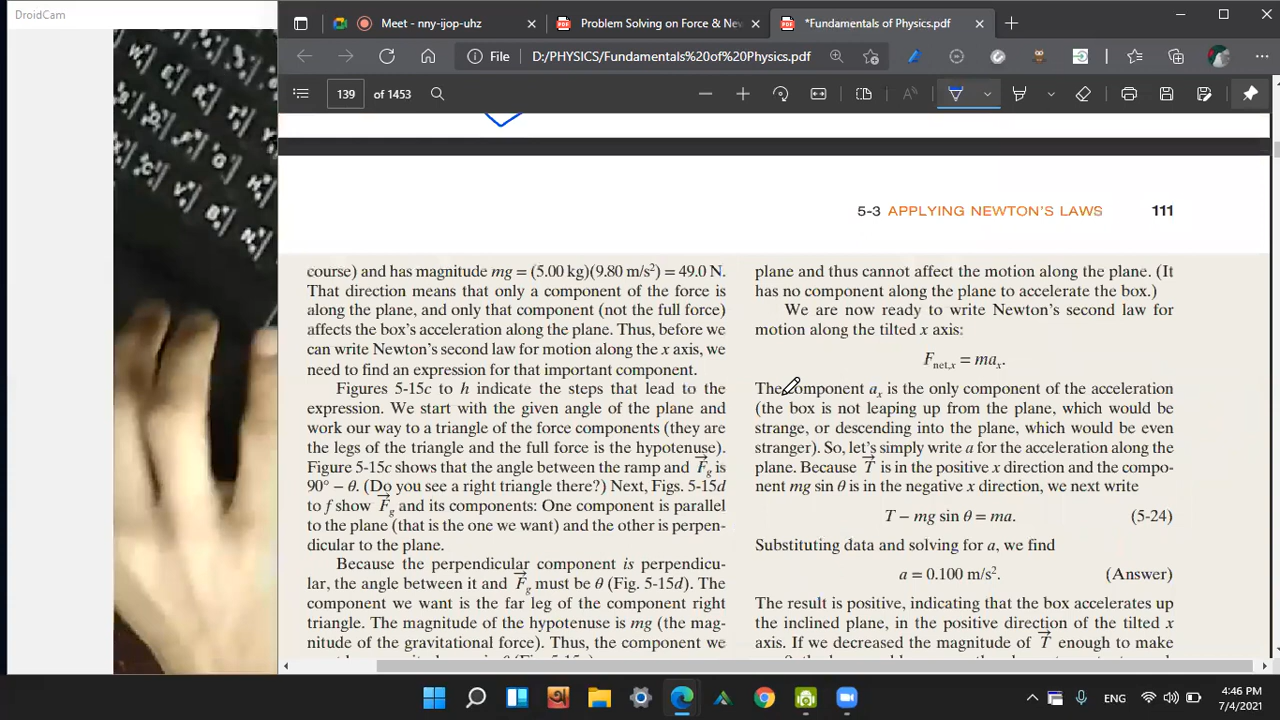 DroidCam
Meet - nny-ijop-uhz
Problem Solving on Force & Nev
*Fundamentals of Physics.pdf
File
D:/PHYSICS/Fundamentals%20of%20Physics.pdf
139 of 1453
5-3 APPLYING NEWTON'S LAWS 111
course) and has magnitude mg = (5.00 kg)(9.80 m/s²) = 49.0 N.
That direction means that only a component of the force is
along the plane, and only that component (not the full force)
affects the box's acceleration along the plane. Thus, before we
can write Newton's second law for motion along the x axis, we
need to find an expression for that important component.
Figures 5-15c to h indicate the steps that lead to the
expression. We start with the given angle of the plane and
work our way to a triangle of the force components (they are
the legs of the triangle and the full force is the hypotenuse).
Figure 5-15c shows that the angle between the ramp and F⃗g is
90° − θ. (Do you see a right triangle there?) Next, Figs. 5-15d
to f show F⃗g and its components: One component is parallel
to the plane (that is the one we want) and the other is perpen-
dicular to the plane.
Because the perpendicular component is perpendicu-
lar, the angle between it and F⃗g must be θ (Fig. 5-15d). The
component we want is the far leg of the component right
triangle. The magnitude of the hypotenuse is mg (the mag-
nitude of the gravitational force). Thus, the component we
plane and thus cannot affect the motion along the plane. (It
has no component along the plane to accelerate the box.)
We are now ready to write Newton's second law for
motion along the tilted x axis:
Fnet,x = max.
The component ax is the only component of the acceleration
(the box is not leaping up from the plane, which would be
strange, or descending into the plane, which would be even
stranger). So, let's simply write a for the acceleration along the
plane. Because T⃗ is in the positive x direction and the compo-
nent mg sin θ is in the negative x direction, we next write
T − mg sin θ = ma. (5-24)
Substituting data and solving for a, we find
a = 0.100 m/s². (Answer)
The result is positive, indicating that the box accelerates up
the inclined plane, in the positive direction of the tilted x
axis. If we decreased the magnitude of T⃗ enough to make
ENG
4:46 PM
7/4/2021